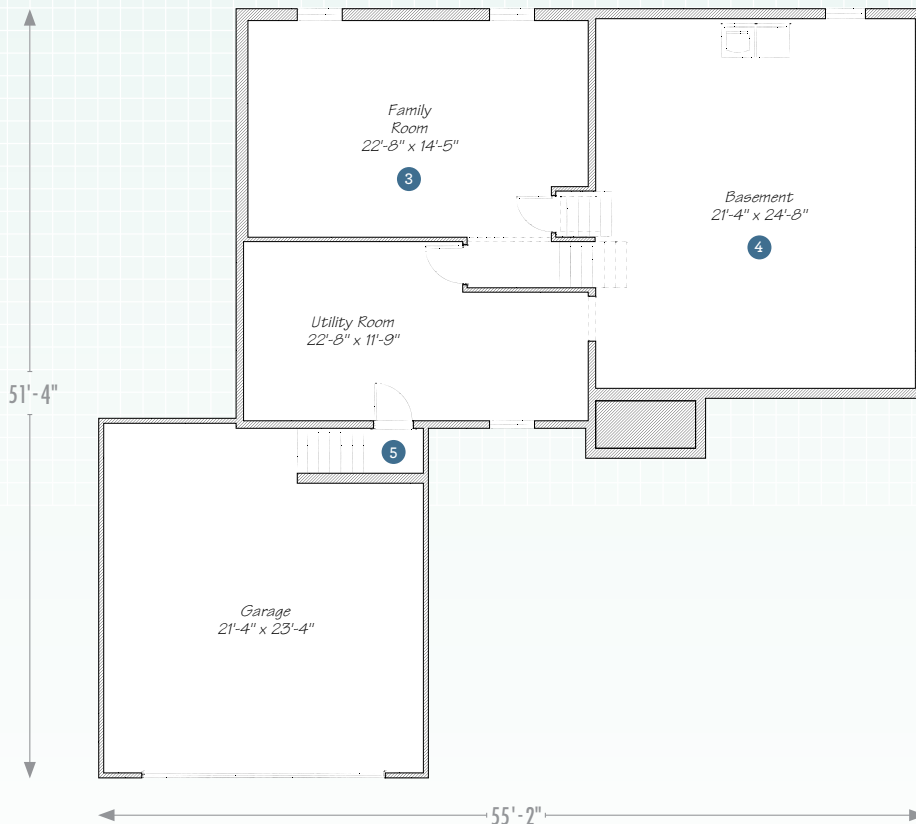 Family
Room
22'-8" x 14'-5"
3
Basement
21'-4" x 24'-8"
4
Utility Room
22'-8" x 11'-9"
51'-4"
5
Garage
21'-4" x 23'-4"
55'-2"